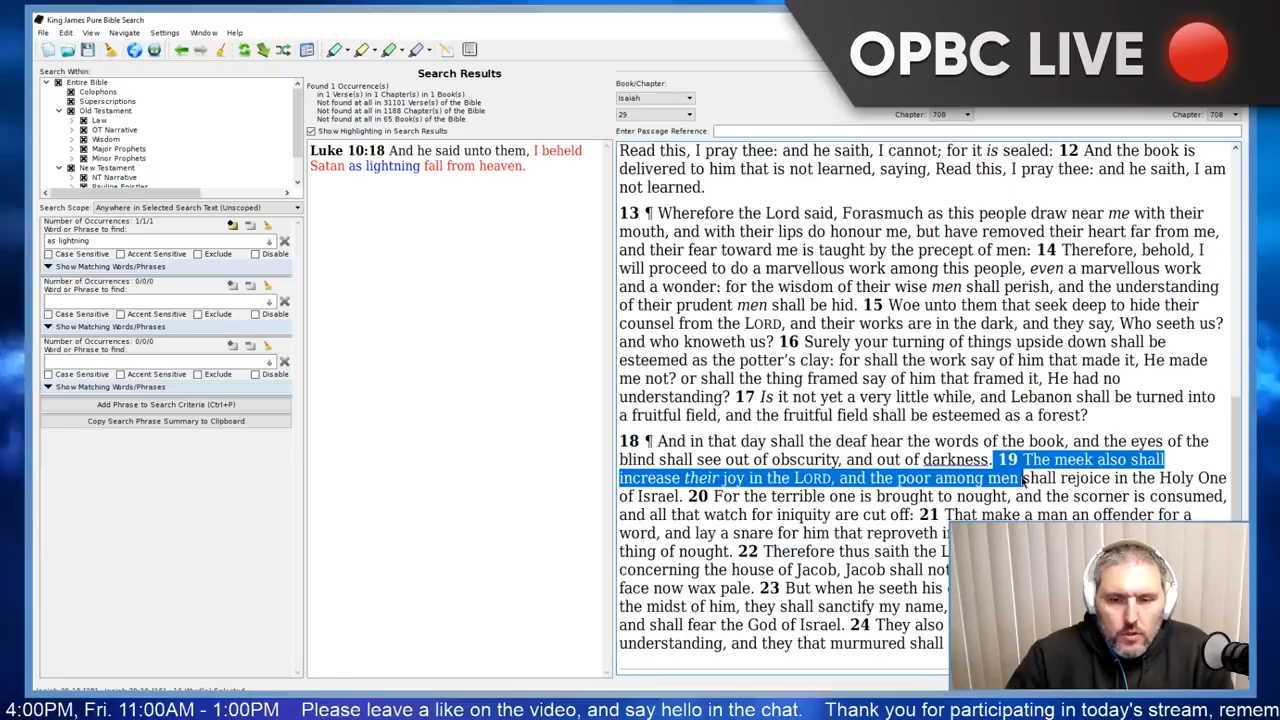 King James Pure Bible Search
OPBC LIVE
File Edit View Navigate Settings Window Help
Search Within:
Entire Bible
Colophons
Superscriptions
Old Testament
Law
OT Narrative
Wisdom
Major Prophets
Minor Prophets
New Testament
NT Narrative
Pauline Epistles
Search Scope: Anywhere in Selected Search Text (Unscoped)
Number of Occurrences: 1/1/1
Word or Phrase to find:
as lightning
Case Sensitive Accent Sensitive Exclude Disable
Show Matching Words/Phrases
Number of Occurrences: 0/0/0
Word or Phrase to find:
Case Sensitive Accent Sensitive Exclude Disable
Show Matching Words/Phrases
Number of Occurrences: 0/0/0
Word or Phrase to find:
Case Sensitive Accent Sensitive Exclude Disable
Show Matching Words/Phrases
Add Phrase to Search Criteria (Ctrl+P)
Copy Search Phrase Summary to Clipboard
Search Results
Found 1 Occurrence(s)
in 1 Verse(s) in 1 Chapter(s) in 1 Book(s)
Not found at all in 31101 Verse(s) of the Bible
Not found at all in 1188 Chapter(s) of the Bible
Not found at all in 65 Book(s) of the Bible
Show Highlighting in Search Results
Luke 10:18 And he said unto them, I beheld
Satan as lightning fall from heaven.
Book/Chapter:
Isaiah
29 Chapter: 708 Chapter: 708
Enter Passage Reference:
Read this, I pray thee: and he saith, I cannot; for it is sealed: 12 And the book is
delivered to him that is not learned, saying, Read this, I pray thee: and he saith, I am
not learned.
13 ¶ Wherefore the Lord said, Forasmuch as this people draw near me with their
mouth, and with their lips do honour me, but have removed their heart far from me,
and their fear toward me is taught by the precept of men: 14 Therefore, behold, I
will proceed to do a marvellous work among this people, even a marvellous work
and a wonder: for the wisdom of their wise men shall perish, and the understanding
of their prudent men shall be hid. 15 Woe unto them that seek deep to hide their
counsel from the LORD, and their works are in the dark, and they say, Who seeth us?
and who knoweth us? 16 Surely your turning of things upside down shall be
esteemed as the potter's clay: for shall the work say of him that made it, He made
me not? or shall the thing framed say of him that framed it, He had no
understanding? 17 Is it not yet a very little while, and Lebanon shall be turned into
a fruitful field, and the fruitful field shall be esteemed as a forest?
18 ¶ And in that day shall the deaf hear the words of the book, and the eyes of the
blind shall see out of obscurity, and out of darkness. 19 The meek also shall
increase their joy in the LORD, and the poor among men shall rejoice in the Holy One
of Israel. 20 For the terrible one is brought to nought, and the scorner is consumed,
and all that watch for iniquity are cut off: 21 That make a man an offender for a
word, and lay a snare for him that reproveth
thing of nought. 22 Therefore thus saith the
concerning the house of Jacob, Jacob shall not
face now wax pale. 23 But when he seeth his
the midst of him, they shall sanctify my name,
and shall fear the God of Israel. 24 They also
understanding, and they that murmured shall
4:00PM, Fri. 11:00AM - 1:00PM Please leave a like on the video, and say hello in the chat. Thank you for participating in today's stream, remem